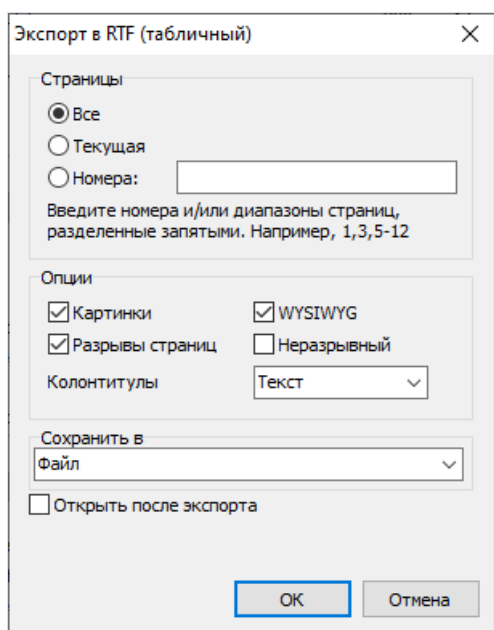 Экспорт в RTF (табличный)
Страницы
Все
Текущая
Номера:
Введите номера и/или диапазоны страниц,
разделенные запятыми. Например, 1,3,5-12
Опции
Картинки
WYSIWYG
Разрывы страниц
Неразрывный
Колонтитулы
Текст
Сохранить в
Файл
Открыть после экспорта
OK
Отмена